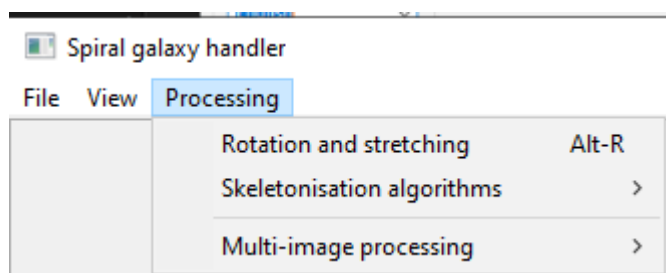 Spiral galaxy handler
File View Processing
Rotation and stretching Alt-R
Skeletonisation algorithms
Multi-image processing